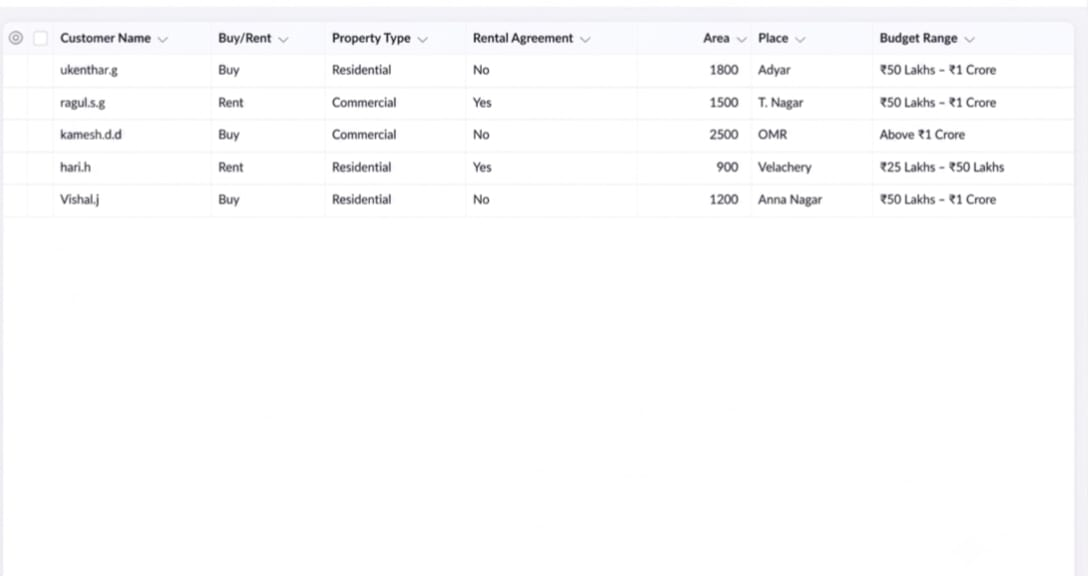 Customer Name Buy/Rent Property Type Rental Agreement Area Place Budget Range
ukenthar.g Buy Residential No 1800 Adyar ₹50 Lakhs – ₹1 Crore
ragul.s.g Rent Commercial Yes 1500 T. Nagar ₹50 Lakhs – ₹1 Crore
kamesh.d.d Buy Commercial No 2500 OMR Above ₹1 Crore
hari.h Rent Residential Yes 900 Velachery ₹25 Lakhs – ₹50 Lakhs
Vishal.j Buy Residential No 1200 Anna Nagar ₹50 Lakhs – ₹1 Crore